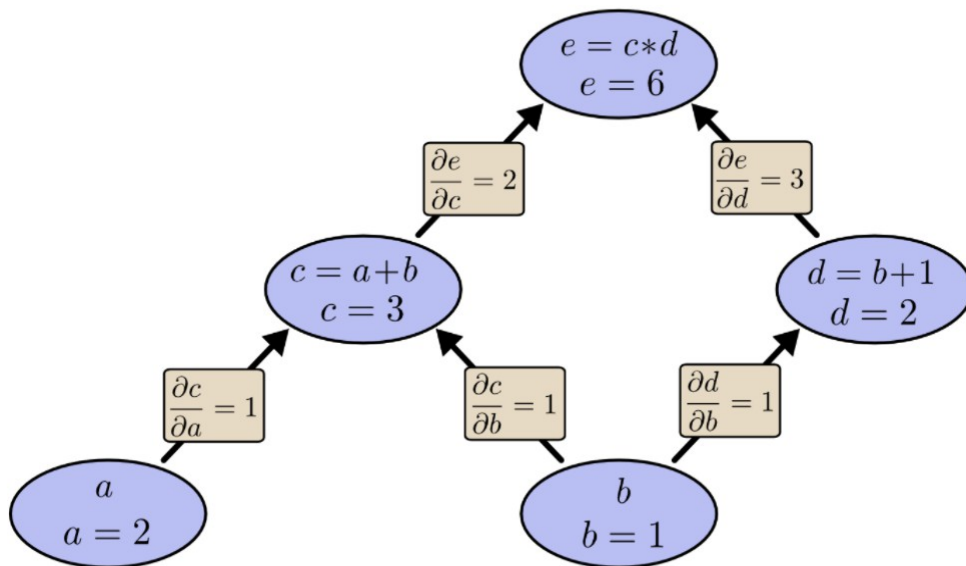 e = c*d
e = 6
∂e/∂c = 2
∂e/∂d = 3
c = a+b
c = 3
d = b+1
d = 2
∂c/∂a = 1
∂c/∂b = 1
∂d/∂b = 1
a
a = 2
b
b = 1